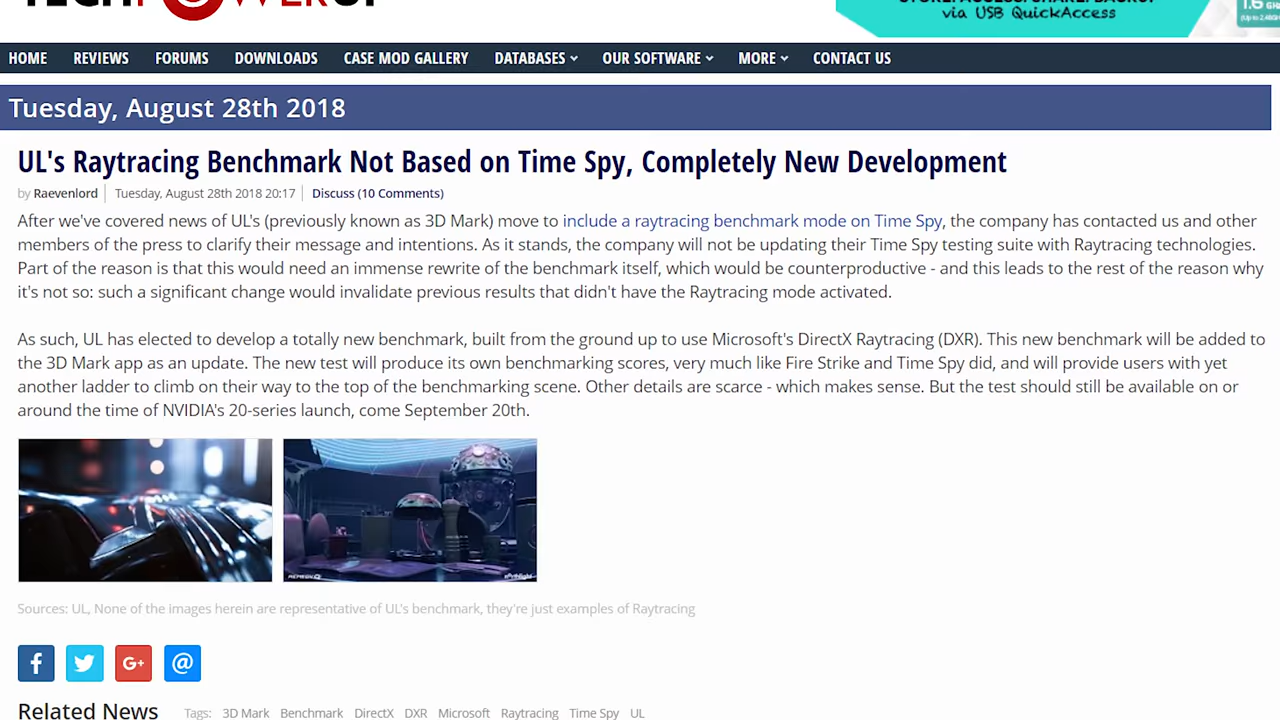 TECHPOWERUP
via USB QuickAccess
1.6 GHz
HOME REVIEWS FORUMS DOWNLOADS CASE MOD GALLERY DATABASES OUR SOFTWARE MORE CONTACT US
Tuesday, August 28th 2018
UL's Raytracing Benchmark Not Based on Time Spy, Completely New Development
by Raevenlord Tuesday, August 28th 2018 20:17 Discuss (10 Comments)
After we've covered news of UL's (previously known as 3D Mark) move to include a raytracing benchmark mode on Time Spy, the company has contacted us and other
members of the press to clarify their message and intentions. As it stands, the company will not be updating their Time Spy testing suite with Raytracing technologies.
Part of the reason is that this would need an immense rewrite of the benchmark itself, which would be counterproductive - and this leads to the rest of the reason why
it's not so: such a significant change would invalidate previous results that didn't have the Raytracing mode activated.
As such, UL has elected to develop a totally new benchmark, built from the ground up to use Microsoft's DirectX Raytracing (DXR). This new benchmark will be added to
the 3D Mark app as an update. The new test will produce its own benchmarking scores, very much like Fire Strike and Time Spy did, and will provide users with yet
another ladder to climb on their way to the top of the benchmarking scene. Other details are scarce - which makes sense. But the test should still be available on or
around the time of NVIDIA's 20-series launch, come September 20th.
Sources: UL, None of the images herein are representative of UL's benchmark, they're just examples of Raytracing
f G+ @
Related News Tags: 3D Mark Benchmark DirectX DXR Microsoft Raytracing Time Spy UL